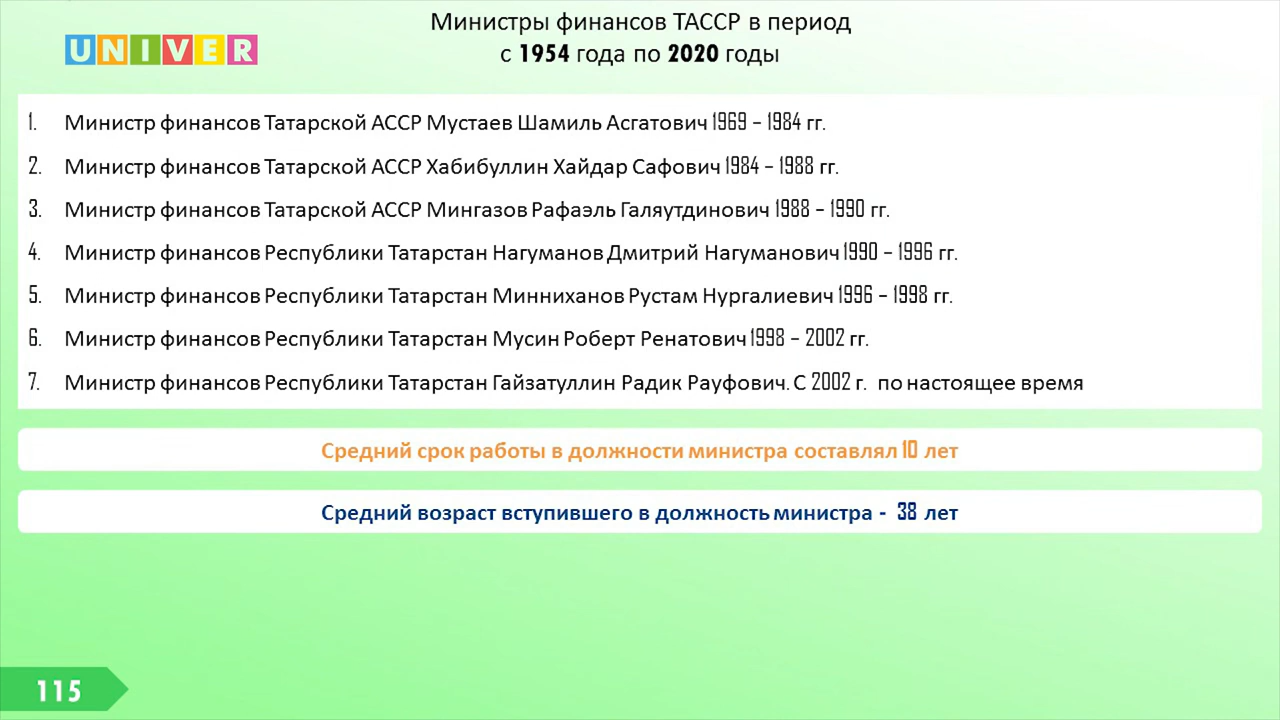 UNIVER
Министры финансов ТАССР в период
с 1954 года по 2020 годы
1. Министр финансов Татарской АССР Мустаев Шамиль Асгатович 1969 – 1984 гг.
2. Министр финансов Татарской АССР Хабибуллин Хайдар Сафович 1984 – 1988 гг.
3. Министр финансов Татарской АССР Мингазов Рафаэль Галяутдинович 1988 – 1990 гг.
4. Министр финансов Республики Татарстан Нагуманов Дмитрий Нагуманович 1990 – 1996 гг.
5. Министр финансов Республики Татарстан Минниханов Рустам Нургалиевич 1996 – 1998 гг.
6. Министр финансов Республики Татарстан Мусин Роберт Ренатович 1998 – 2002 гг.
7. Министр финансов Республики Татарстан Гайзатуллин Радик Рауфович. С 2002 г. по настоящее время
Средний срок работы в должности министра составлял 10 лет
Средний возраст вступившего в должность министра - 38 лет
115